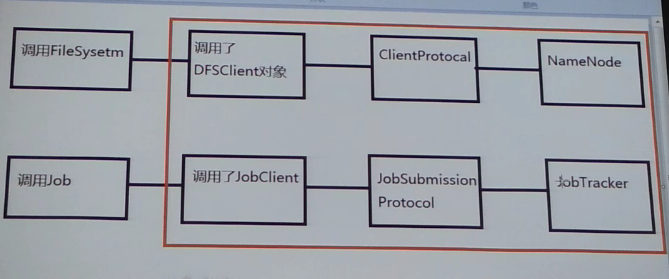 颜色
调用FileSysetm
调用了
DFSClient对象
ClientProtocal
NameNode
调用Job
调用了JobClient
JobSubmission
Protocol
JobTracker